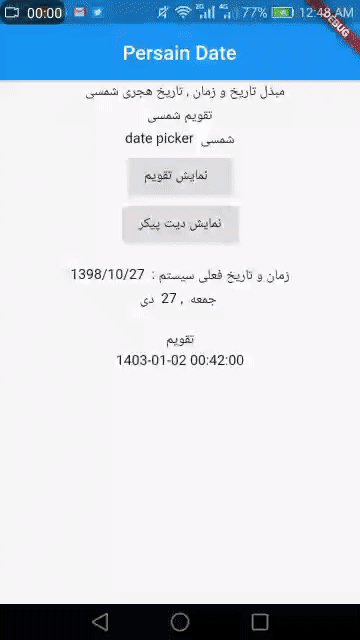 00:00
2G
4G
77%
12:48 AM
DEBUG
Persain Date
مبدل تاریخ و زمان , تاریخ هجری شمسی
تقویم شمسی
date picker شمسی
نمایش تقویم
نمایش دیت پیکر
زمان و تاریخ فعلی سیستم : 1398/10/27
جمعه , 27 دی
تقویم
1403-01-02 00:42:00